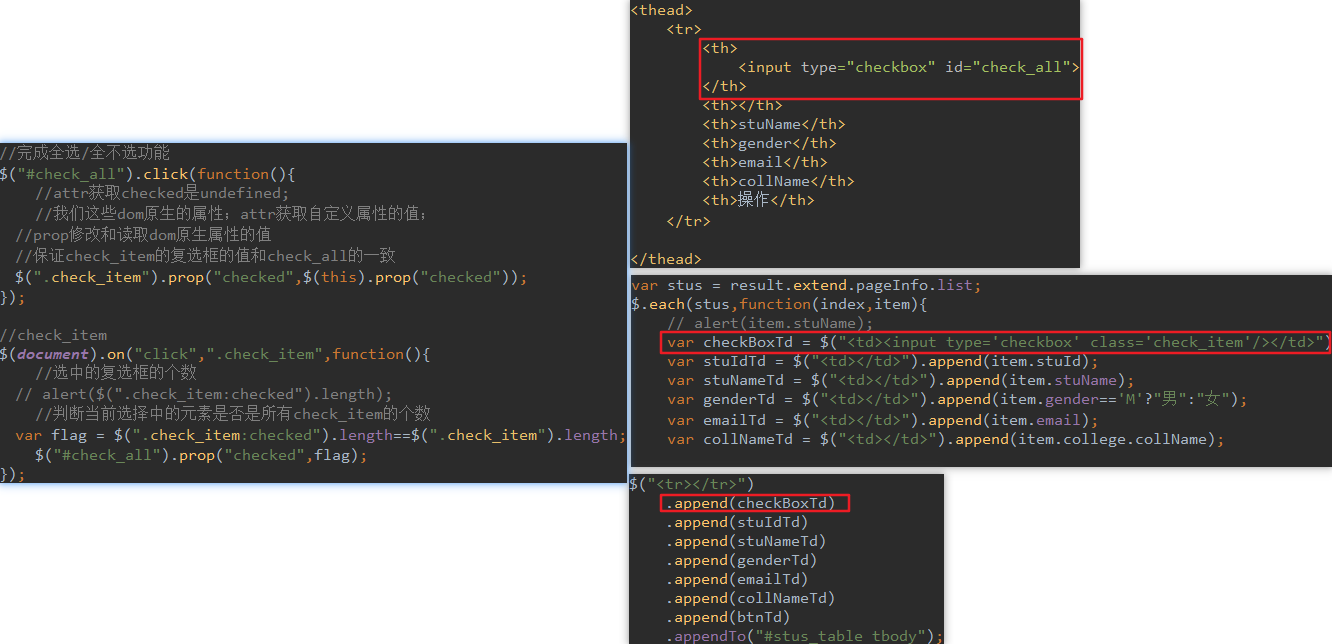 //完成全选/全不选功能
$("#check_all").click(function(){
//attr获取checked是undefined;
//我们这些dom原生的属性；attr获取自定义属性的值；
//prop修改和读取dom原生属性的值
//保证check_item的复选框的值和check_all的一致
$(".check_item").prop("checked",$(this).prop("checked"));
});
//check_item
$(document).on("click",".check_item",function(){
//选中的复选框的个数
// alert($(".check_item:checked").length);
//判断当前选择中的元素是否是所有check_item的个数
var flag = $(".check_item:checked").length==$(".check_item").length;
$("#check_all").prop("checked",flag);
});
<thead>
<tr>
<th>
<input type="checkbox" id="check_all">
</th>
<th></th>
<th>stuName</th>
<th>gender</th>
<th>email</th>
<th>collName</th>
<th>操作</th>
</tr>
</thead>
var stus = result.extend.pageInfo.list;
$.each(stus,function(index,item){
// alert(item.stuName);
var checkBoxTd = $("<td><input type='checkbox' class='check_item'/></td>")
var stuIdTd = $("<td></td>").append(item.stuId);
var stuNameTd = $("<td></td>").append(item.stuName);
var genderTd = $("<td></td>").append(item.gender=='M'?"男":"女");
var emailTd = $("<td></td>").append(item.email);
var collNameTd = $("<td></td>").append(item.college.collName);
$("<tr></tr>")
.append(checkBoxTd)
.append(stuIdTd)
.append(stuNameTd)
.append(genderTd)
.append(emailTd)
.append(collNameTd)
.append(btnTd)
.appendTo("#stus_table tbody");